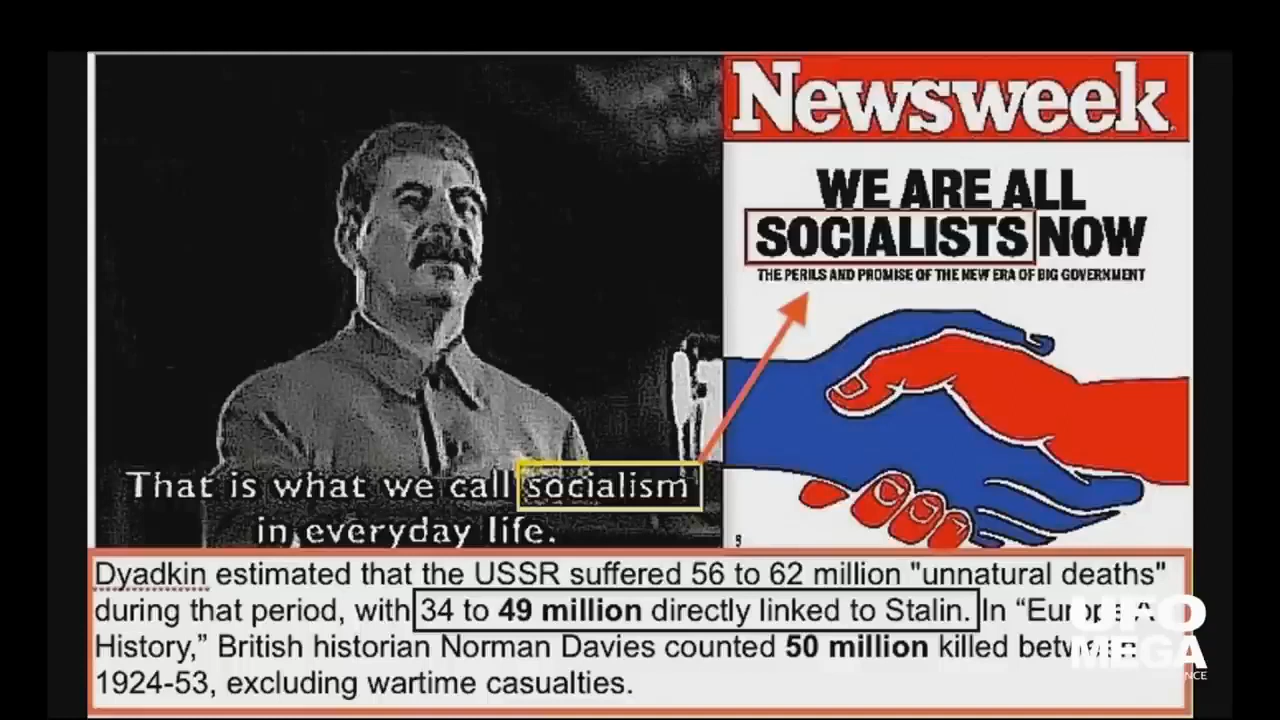 Newsweek
WE ARE ALL
SOCIALISTS NOW
THE PERILS AND PROMISE OF THE NEW ERA OF BIG GOVERNMENT
That is what we call socialism
in everyday life.
Dyadkin estimated that the USSR suffered 56 to 62 million "unnatural deaths"
during that period, with 34 to 49 million directly linked to Stalin. In “Europe A
History,” British historian Norman Davies counted 50 million killed between
1924-53, excluding wartime casualties.
UFO
MEGA